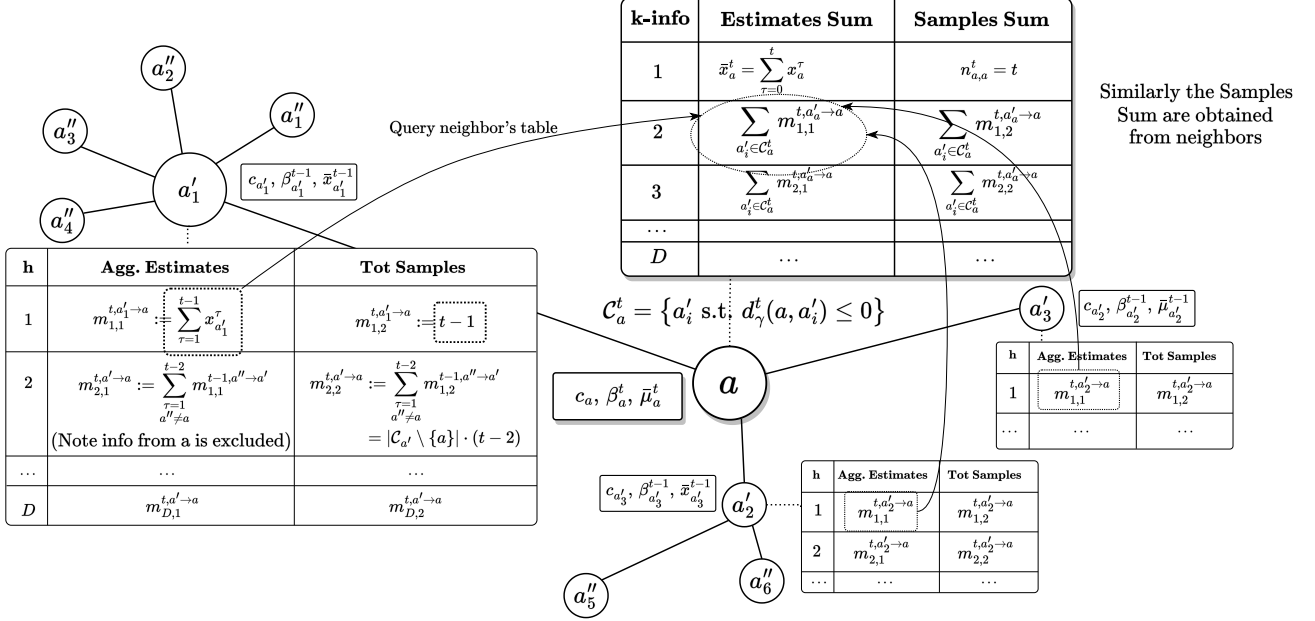 k-info Estimates Sum Samples Sum
1 x̄_a^t = ∑_{τ=0}^{t} x_a^τ n_{a,a}^t = t
2 ∑_{a'_i∈𝒞_a^t} m_{1,1}^{t,a'_a→a} ∑_{a'_i∈𝒞_a^t} m_{1,2}^{t,a'_a→a}
3 ∑_{a'_i∈𝒞_a^t} m_{2,1}^{t,a'_a→a} ∑_{a'_i∈𝒞_a^t} m_{2,2}^{t,a'_a→a}
...
D ... ...
Similarly the Samples
Sum are obtained
from neighbors
Query neighbor's table
a''_2
a''_1
a''_3
a'_1
a''_4
c_{a'_1}, β_{a'_1}^{t-1}, x̄_{a'_1}^{t-1}
h Agg. Estimates Tot Samples
1 m_{1,1}^{t,a'_1→a} := ∑_{τ=1}^{t-1} x_{a'_1}^τ m_{1,2}^{t,a'_1→a} := t − 1
2 m_{2,1}^{t,a'→a} := ∑_{τ=1, a''≠a}^{t-2} m_{1,1}^{t-1,a''→a'} m_{2,2}^{t,a'→a} := ∑_{τ=1, a''≠a}^{t-2} m_{1,2}^{t-1,a''→a'}
(Note info from a is excluded) = |𝒞_{a'} \ {a}| · (t − 2)
... ... ...
D m_{D,1}^{t,a'→a} m_{D,2}^{t,a'→a}
𝒞_a^t = {a'_i s.t. d_γ^t(a, a'_i) ≤ 0}
a
c_a, β_a^t, μ̄_a^t
a'_3
c_{a'_2}, β_{a'_2}^{t-1}, μ̄_{a'_2}^{t-1}
h Agg. Estimates Tot Samples
1 m_{1,1}^{t,a'_2→a} m_{1,2}^{t,a'_2→a}
... ... ...
c_{a'_3}, β_{a'_3}^{t-1}, x̄_{a'_3}^{t-1}
a'_2
h Agg. Estimates Tot Samples
1 m_{1,1}^{t,a'_2→a} m_{1,2}^{t,a'_2→a}
2 m_{2,1}^{t,a'_2→a} m_{2,2}^{t,a'_2→a}
... ... ...
a''_5
a''_6